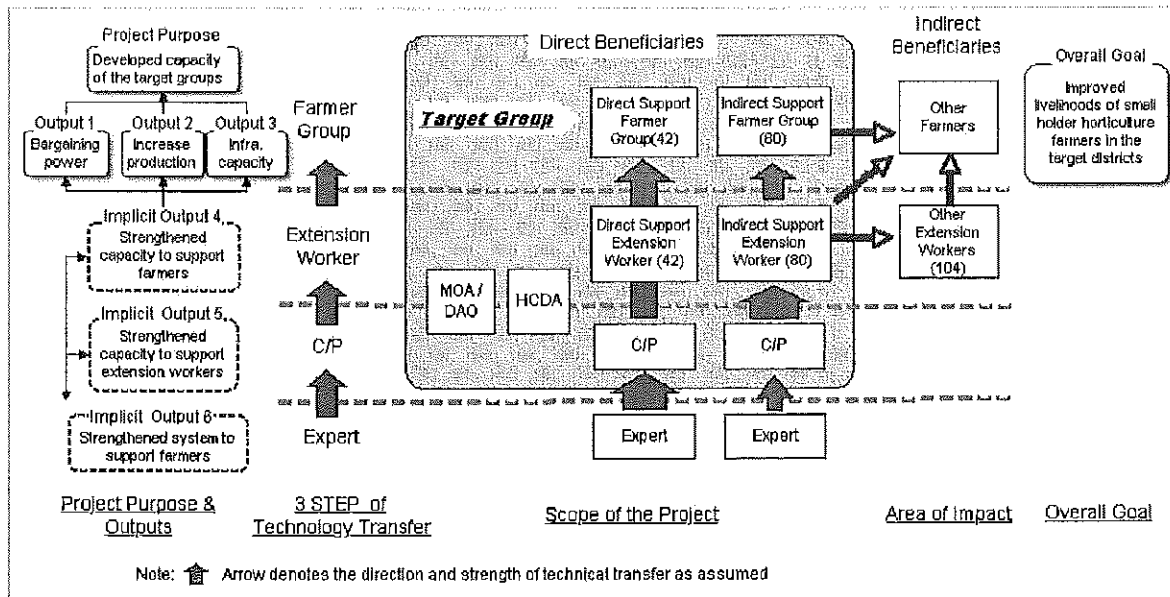 Project Purpose
Developed capacity
of the target groups
Output 1
Bargaining
power
Output 2
Increase
production
Output 3
Infra.
capacity
Implicit Output 4
Strengthened
capacity to support
farmers
Implicit Output 5
Strengthened
capacity to support
extension workers
Implicit Output 6
Strengthened system to
support farmers
Project Purpose &
Outputs
Farmer
Group
Extension
Worker
C/P
Expert
3 STEP of
Technology Transfer
Direct Beneficiaries
Target Group
MOA /
DAO
HCDA
Direct Support
Farmer
Group(42)
Direct Support
Extension
Worker (42)
C/P
Expert
Indirect Support
Farmer Group
(80)
Indirect Support
Extension
Worker (80)
C/P
Expert
Scope of the Project
Indirect
Beneficiaries
Other
Farmers
Other
Extension
Workers
(104)
Area of Impact
Overall Goal
Improved
livelihoods of small
holder horticulture
farmers in the
target districts
Overall Goal
Note: Arrow denotes the direction and strength of technical transfer as assumed